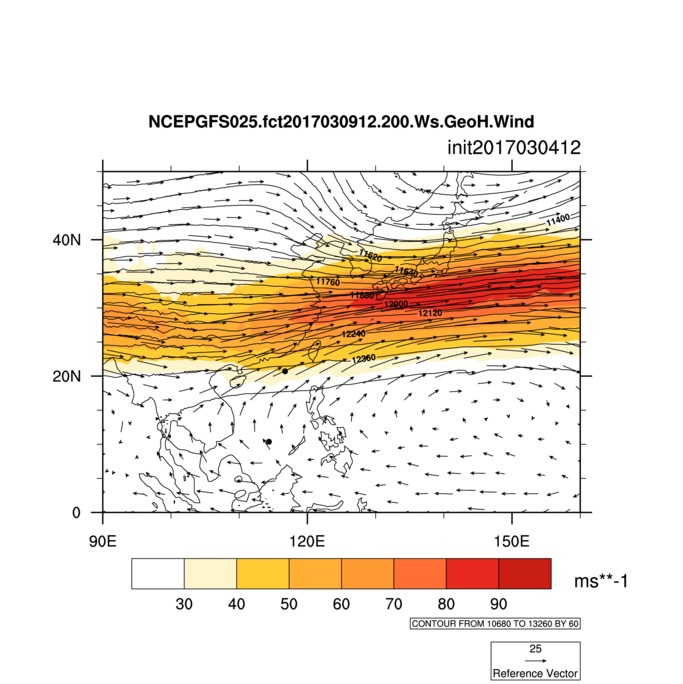 NCEPGFS025.fct2017030912.200.Ws.GeoH.Wind
init2017030412
11400
40N
11520
11640
11760
11880
12000
12120
12240
12360
20N
0
90E 120E 150E
ms**-1
30 40 50 60 70 80 90
CONTOUR FROM 10680 TO 13260 BY 60
25
Reference Vector